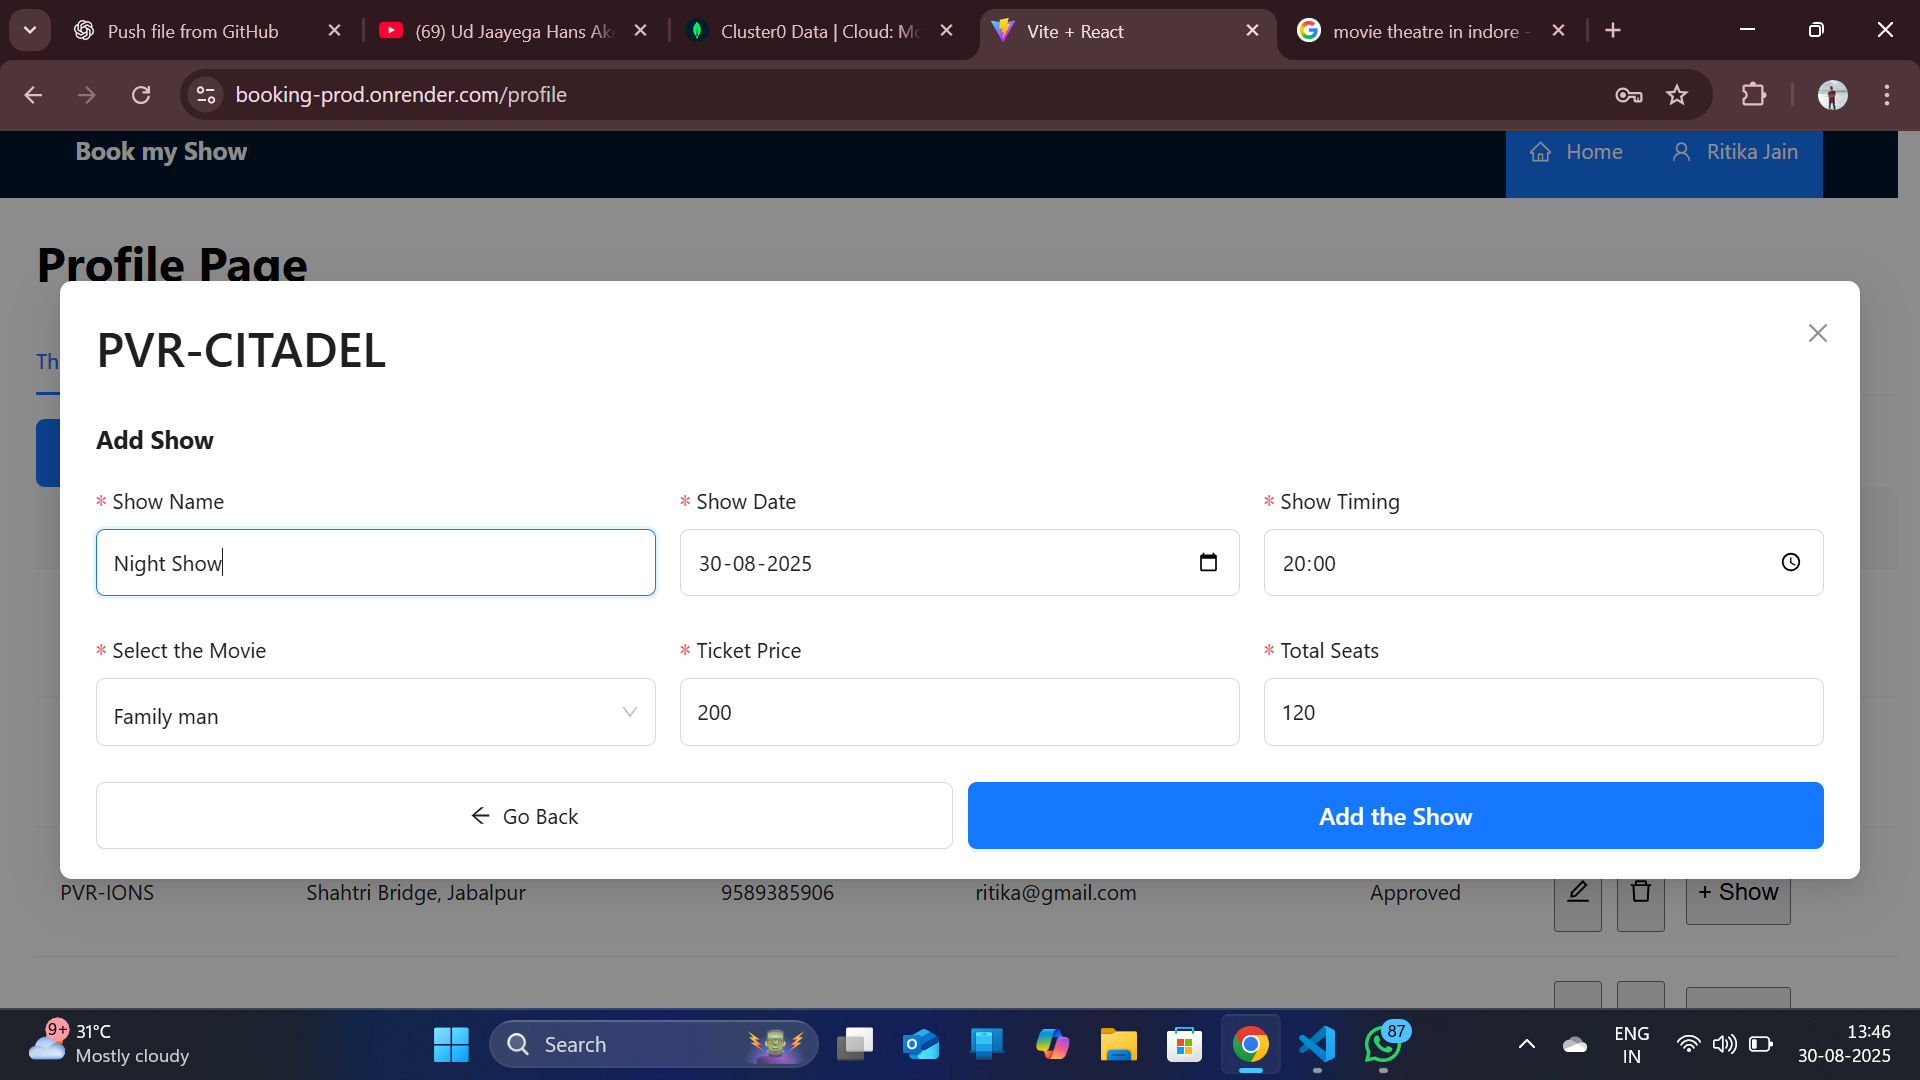 Push file from GitHub
(69) Ud Jaayega Hans Ak
Cluster0 Data | Cloud: Mo
Vite + React
movie theatre in indore -
booking-prod.onrender.com/profile
Book my Show
Home
Ritika Jain
Profile Page
Th
PVR-CITADEL
Add Show
* Show Name
* Show Date
* Show Timing
Night Show
30-08-2025
20:00
* Select the Movie
* Ticket Price
* Total Seats
Family man
200
120
Go Back
Add the Show
PVR-IONS
Shahtri Bridge, Jabalpur
9589385906
ritika@gmail.com
Approved
+ Show
9+
31°C
Mostly cloudy
Search
87
ENG
IN
13:46
30-08-2025